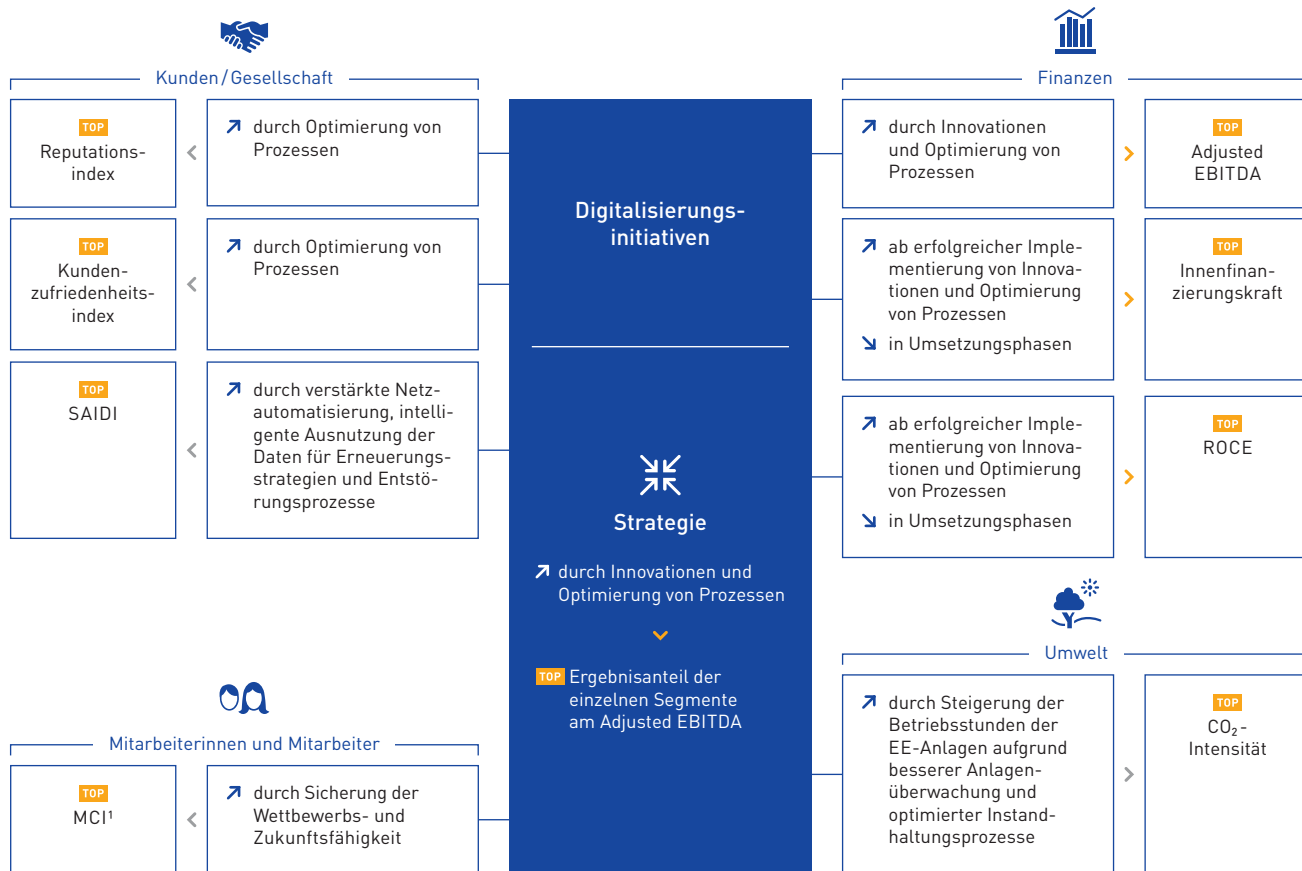 Kunden/Gesellschaft
TOP
Reputations-
index
durch Optimierung von
Prozessen
TOP
Kunden-
zufriedenheits-
index
durch Optimierung von
Prozessen
TOP
SAIDI
durch verstärkte Netz-
automatisierung, intelli-
gente Ausnutzung der
Daten für Erneuerungs-
strategien und Entstö-
rungsprozesse
Mitarbeiterinnen und Mitarbeiter
TOP
MCI¹
durch Sicherung der
Wettbewerbs- und
Zukunftsfähigkeit
Digitalisierungs-
initiativen
Strategie
durch Innovationen und
Optimierung von Prozessen
TOP Ergebnisanteil der
einzelnen Segmente
am Adjusted EBITDA
Finanzen
durch Innovationen
und Optimierung von
Prozessen
TOP
Adjusted
EBITDA
ab erfolgreicher Imple-
mentierung von Innova-
tionen und Optimierung
von Prozessen
in Umsetzungsphasen
TOP
Innenfinan-
zierungskraft
ab erfolgreicher Imple-
mentierung von Innova-
tionen und Optimierung
von Prozessen
in Umsetzungsphasen
TOP
ROCE
Umwelt
durch Steigerung der
Betriebsstunden der
EE-Anlagen aufgrund
besserer Anlagen-
überwachung und
optimierter Instand-
haltungsprozesse
TOP
CO₂-
Intensität